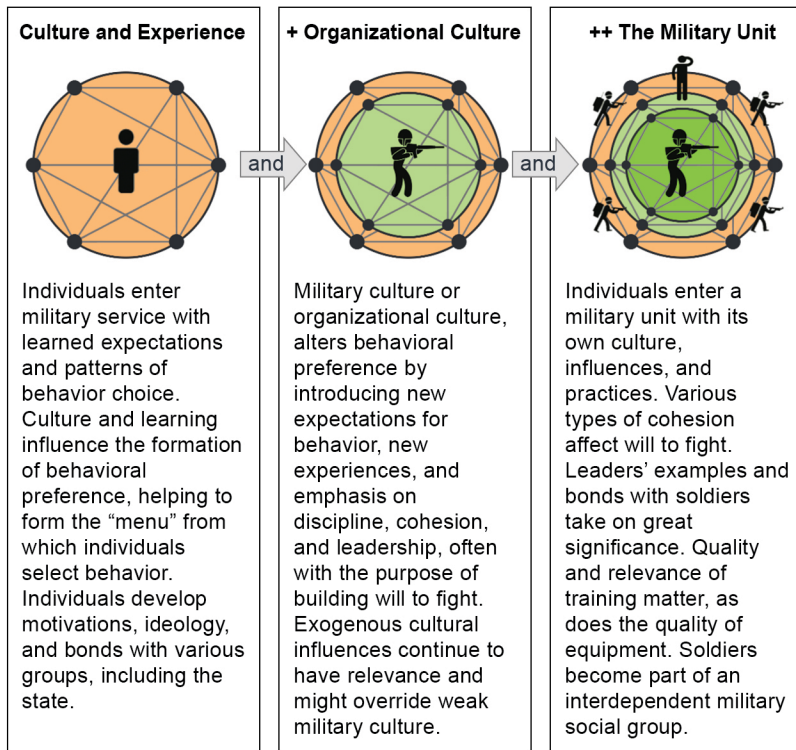 Culture and Experience
Individuals enter
military service with
learned expectations
and patterns of
behavior choice.
Culture and learning
influence the formation
of behavioral
preference, helping to
form the “menu” from
which individuals
select behavior.
Individuals develop
motivations, ideology,
and bonds with various
groups, including the
state.
and
+ Organizational Culture
Military culture or
organizational culture,
alters behavioral
preference by
introducing new
expectations for
behavior, new
experiences, and
emphasis on
discipline, cohesion,
and leadership, often
with the purpose of
building will to fight.
Exogenous cultural
influences continue to
have relevance and
might override weak
military culture.
and
++ The Military Unit
Individuals enter a
military unit with its
own culture,
influences, and
practices. Various
types of cohesion
affect will to fight.
Leaders’ examples and
bonds with soldiers
take on great
significance. Quality
and relevance of
training matter, as
does the quality of
equipment. Soldiers
become part of an
interdependent military
social group.